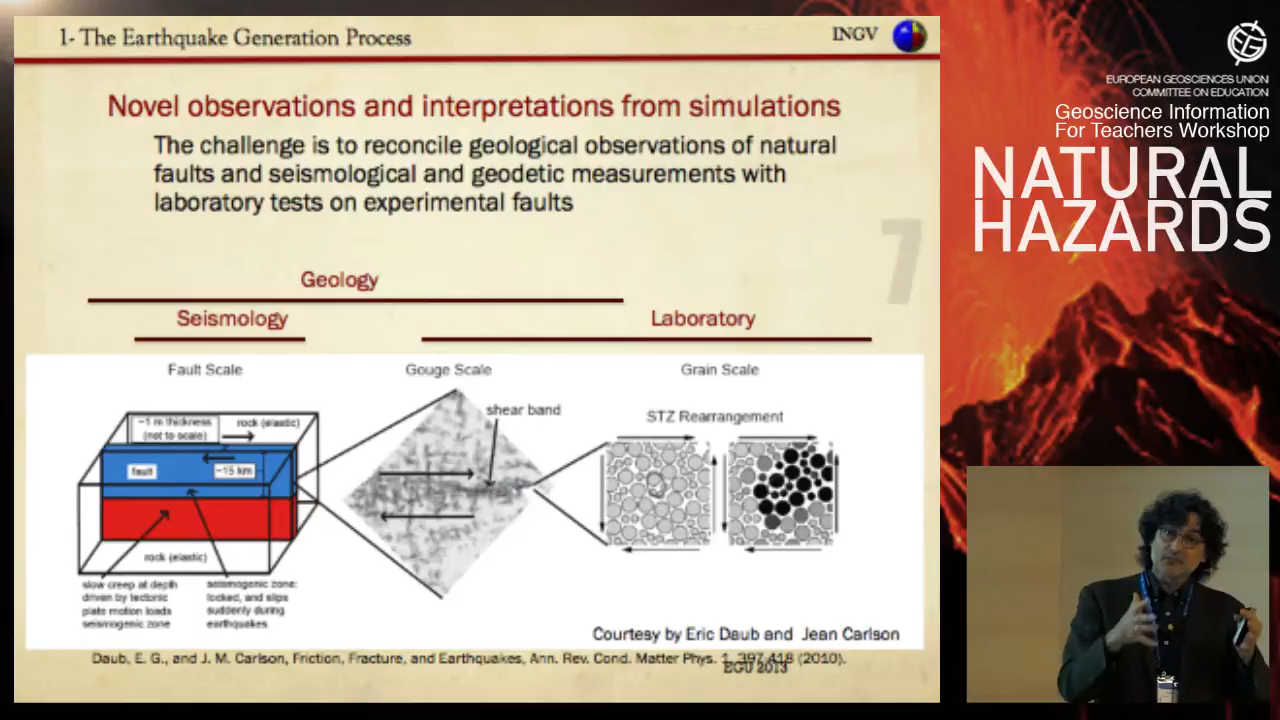 1- The Earthquake Generation Process
INGV
Novel observations and interpretations from simulations
The challenge is to reconcile geological observations of natural
faults and seismological and geodetic measurements with
laboratory tests on experimental faults
7
Geology
Seismology
Laboratory
Fault Scale
Gouge Scale
Grain Scale
~1 m thickness
(not to scale)
rock (elastic)
fault
~15 km
rock (elastic)
slow creep at depth
driven by tectonic
plate motion loads
seismogenic zone
seismogenic zone:
locked, and slips
suddenly during
earthquakes
shear band
STZ Rearrangement
Courtesy by Eric Daub and Jean Carlson
Daub, E. G., and J. M. Carlson, Friction, Fracture, and Earthquakes, Ann. Rev. Cond. Matter Phys. 1, 397-418 (2010).
EGU 2013
EUROPEAN GEOSCIENCES UNION
COMMITTEE ON EDUCATION
Geoscience Information
For Teachers Workshop
NATURAL
HAZARDS